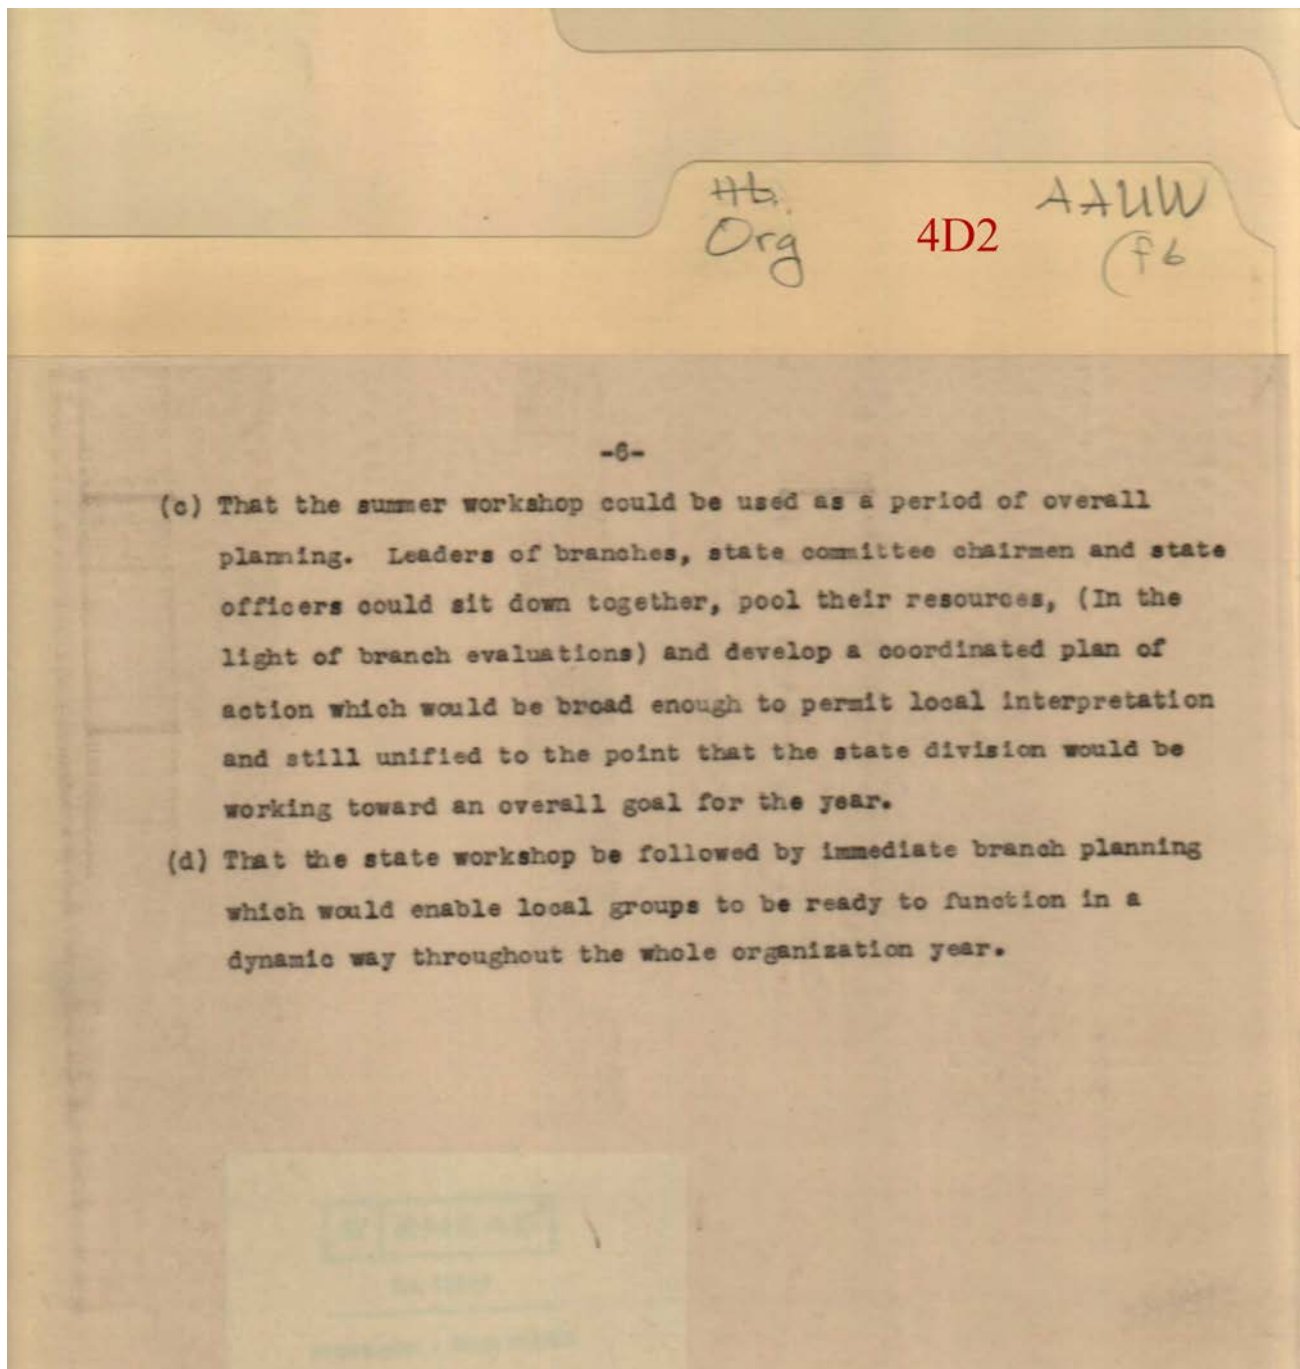 Hb.
Org
4D2
AAUW
(f6
-6-
(c) That the summer workshop could be used as a period of overall
planning. Leaders of branches, state committee chairmen and state
officers could sit down together, pool their resources, (In the
light of branch evaluations) and develop a coordinated plan of
action which would be broad enough to permit local interpretation
and still unified to the point that the state division would be
working toward an overall goal for the year.
(d) That the state workshop be followed by immediate branch planning
which would enable local groups to be ready to function in a
dynamic way throughout the whole organization year.